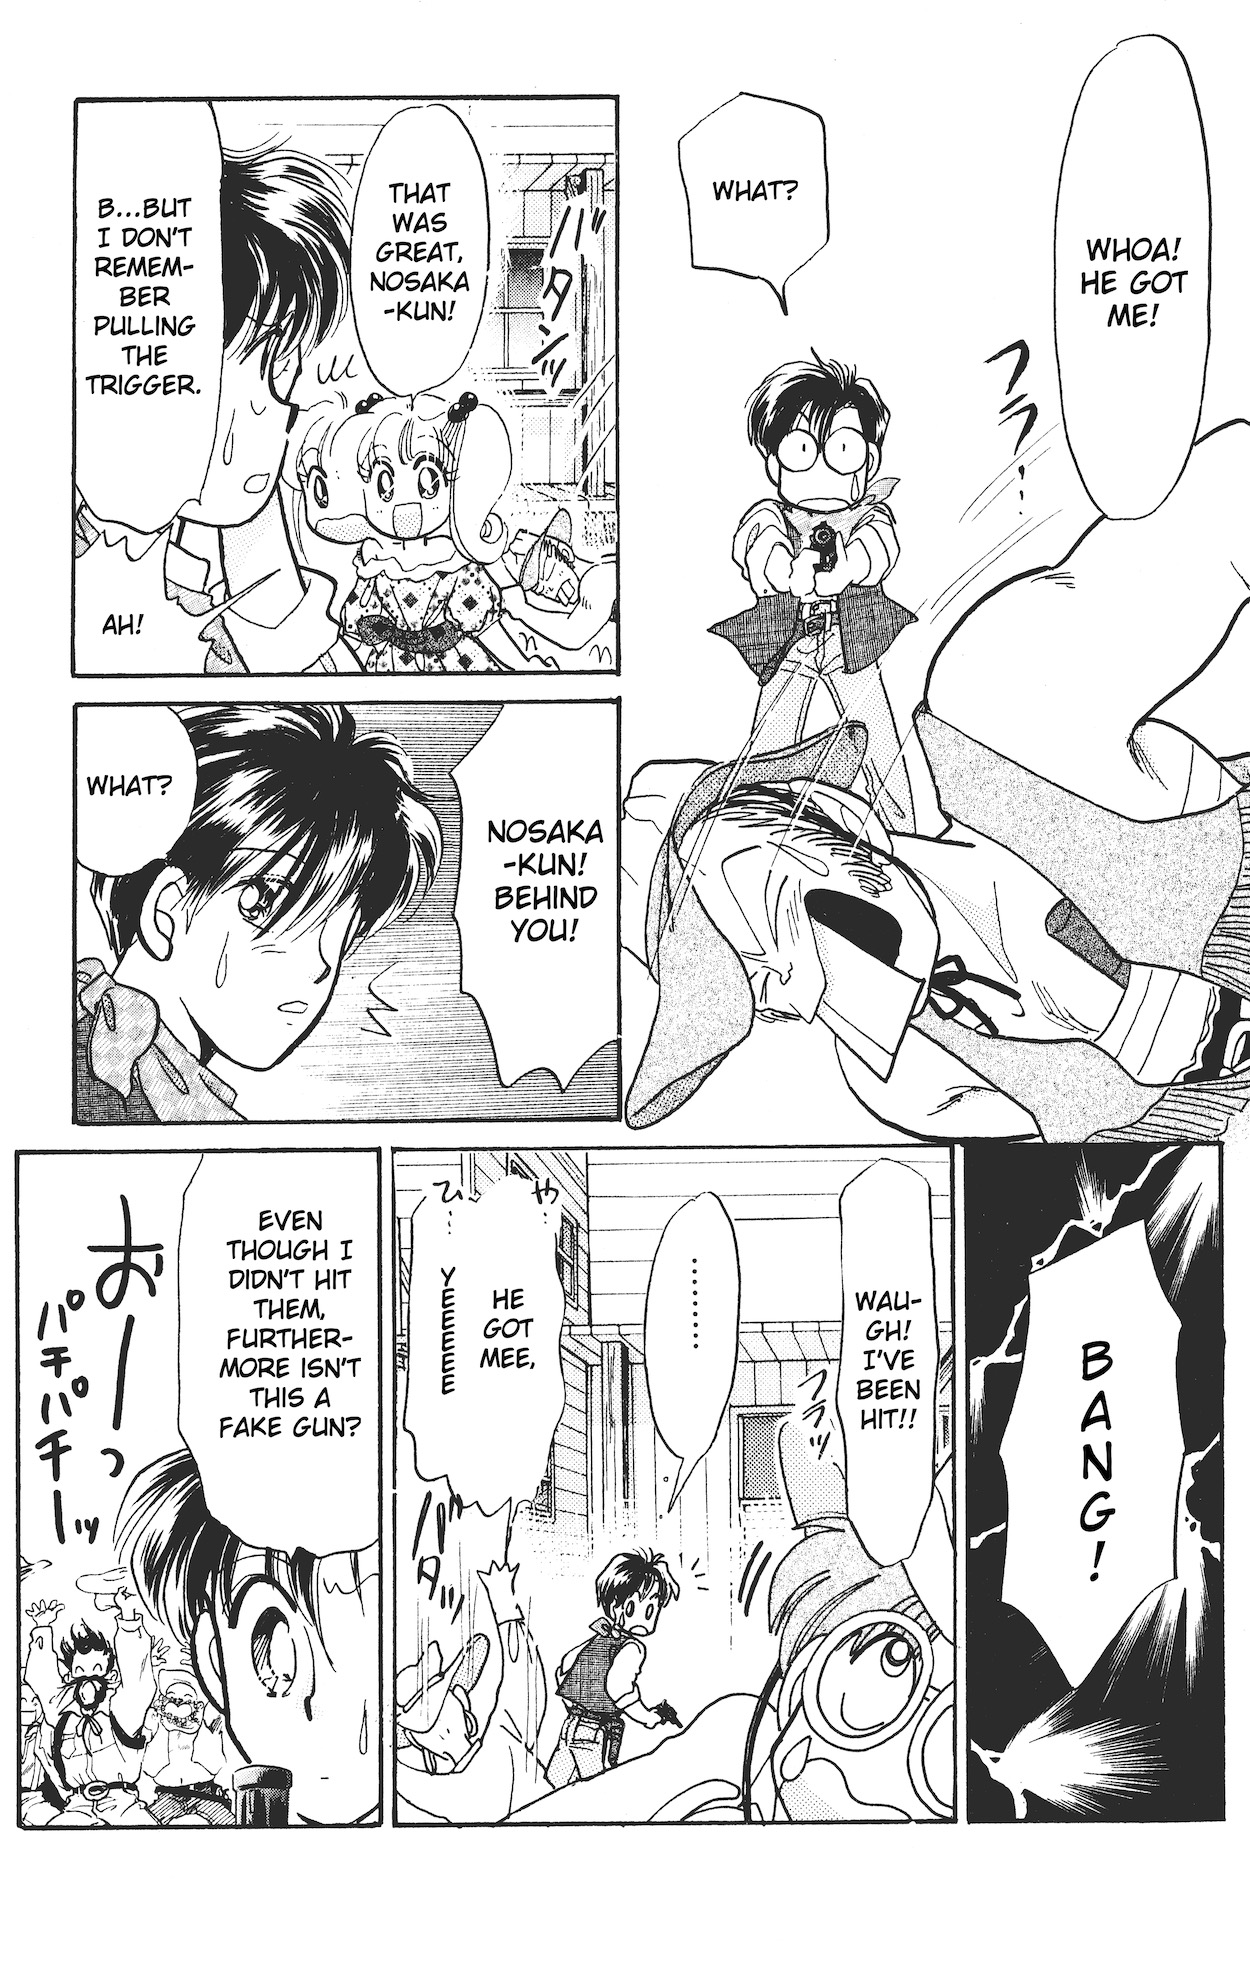 WHOA!
HE GOT
ME!
フラ…
WHAT?
THAT
WAS
GREAT,
NOSAKA
-KUN!
バタンッ
B...BUT
I DON'T
REMEM-
BER
PULLING
THE
TRIGGER.
AH!
NOSAKA
-KUN!
BEHIND
YOU!
WHAT?
BANG!
WAU-
GH!
I'VE
BEEN
HIT!!
フラッ
.........
や…
HE
GOT
MEE,
て…
YEEEEEE
バタッ
EVEN
THOUGH I
DIDN'T HIT
THEM,
FURTHER-
MORE ISN'T
THIS A
FAKE GUN?
おーっ
パチパチーッ